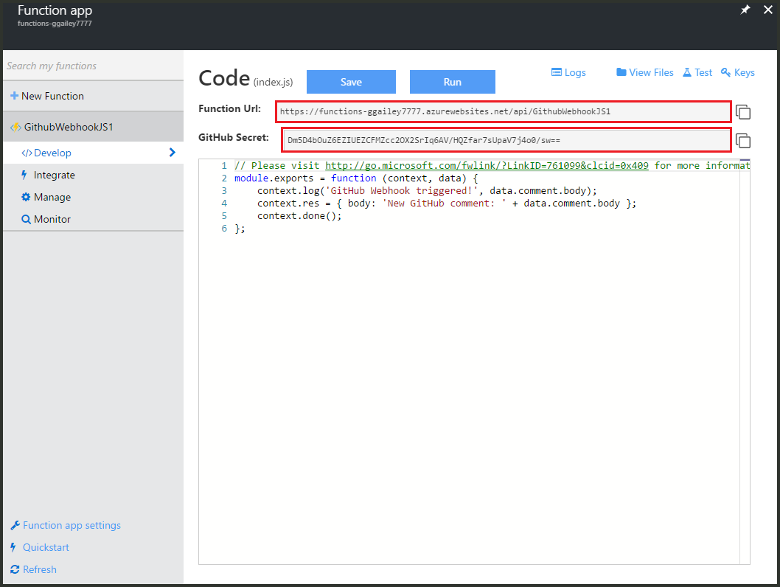 Function app
functions-ggailey7777
Search my functions
New Function
GithubWebhookJS1
</> Develop
Integrate
Manage
Monitor
Function app settings
Quickstart
Refresh
Code (index.js)
Save
Run
Logs
View Files
Test
Keys
Function Url:
https://functions-ggailey7777.azurewebsites.net/api/GithubWebhookJS1
GitHub Secret:
Dm5D4bOuZ6EZIUEZCFMZcc2OX2SrIq6AV/HQZfar7sUpaV7j4o0/sw==
1 // Please visit http://go.microsoft.com/fwlink/?LinkID=761099&clcid=0x409 for more informat
2 module.exports = function (context, data) {
3 context.log('GitHub Webhook triggered!', data.comment.body);
4 context.res = { body: 'New GitHub comment: ' + data.comment.body };
5 context.done();
6 };